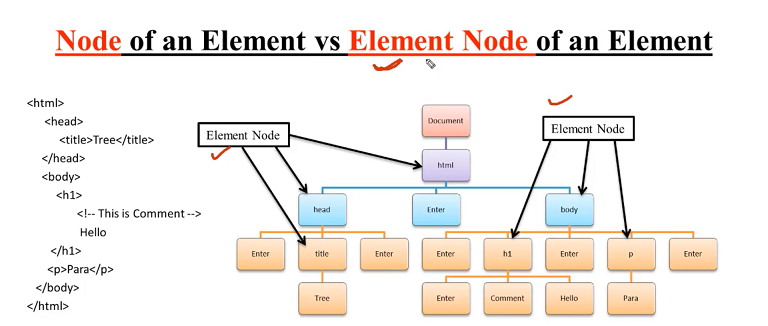 Node of an Element vs Element Node of an Element
<html>
<head>
<title>Tree</title>
</head>
<body>
<h1>
<!-- This is Comment -->
Hello
</h1>
<p>Para</p>
</body>
</html>
Element Node
Element Node
Document
html
head
Enter
body
Enter
title
Enter
Enter
h1
Enter
p
Enter
Tree
Enter
Comment
Hello
Para